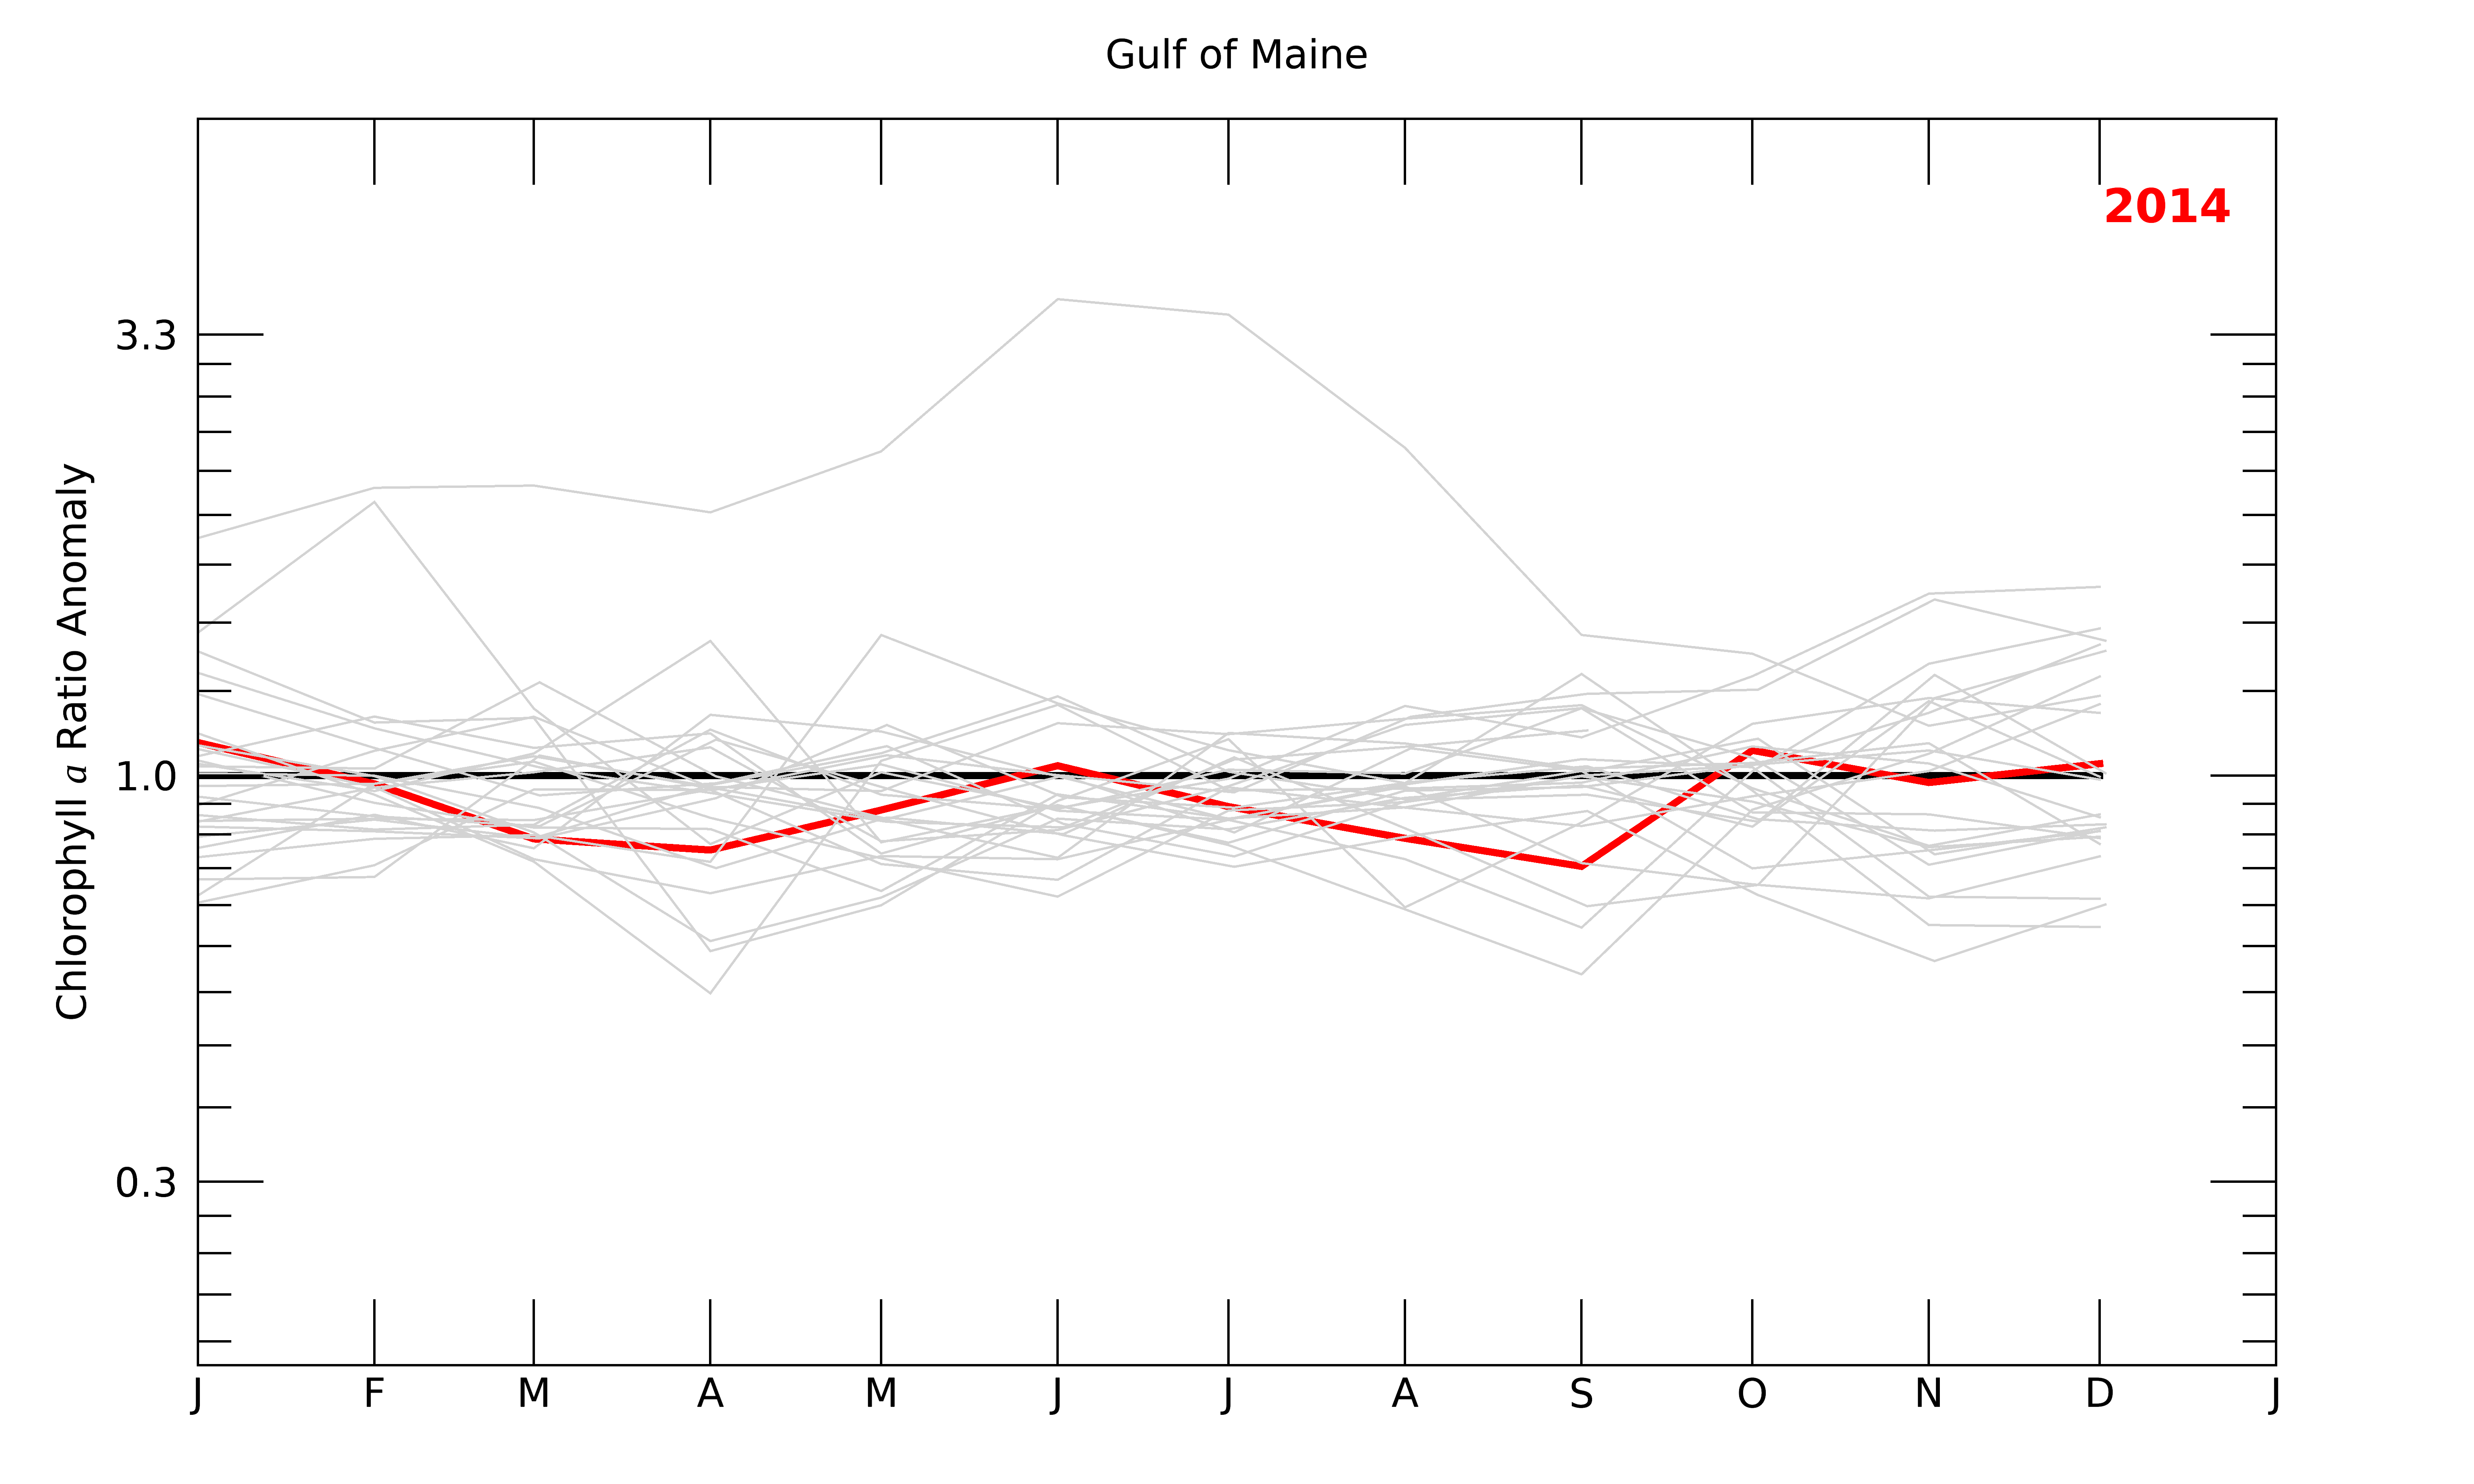 Gulf of Maine
2014
3.3
1.0
0.3
Chlorophyll a Ratio Anomaly
J F M A M J J A S O N D J